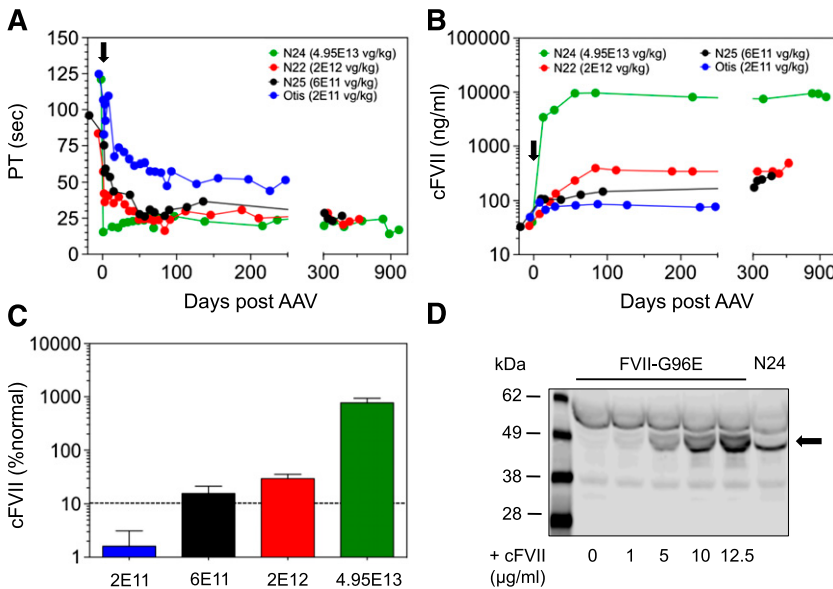 A
150
125
100
75
50
25
0
PT (sec)
N24 (4.95E13 vg/kg)
N22 (2E12 vg/kg)
N25 (6E11 vg/kg)
Otis (2E11 vg/kg)
0 100 200 300 900
Days post AAV
B
100000
10000
1000
100
10
cFVII (ng/ml)
N24 (4.95E13 vg/kg) N25 (6E11 vg/kg)
N22 (2E12 vg/kg) Otis (2E11 vg/kg)
0 100 200 300 900
Days post AAV
C
10000
1000
100
10
1
cFVII (%normal)
2E11 6E11 2E12 4.95E13
D
kDa FVII-G96E N24
62
49
38
28
+ cFVII 0 1 5 10 12.5
(μg/ml)